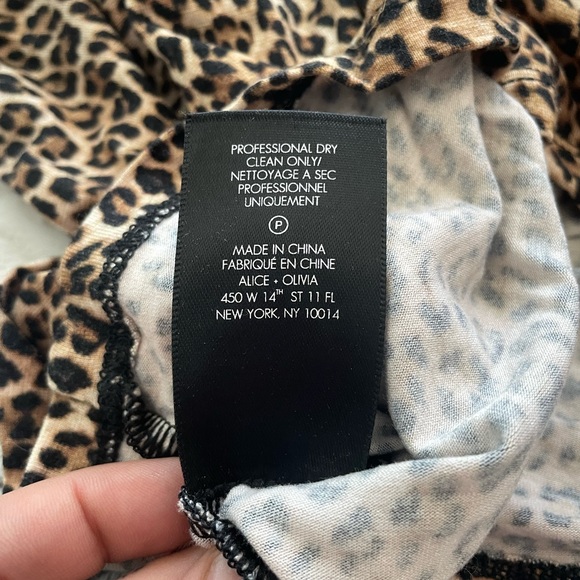 PROFESSIONAL DRY
CLEAN ONLY/
NETTOYAGE A SEC
PROFESSIONNEL
UNIQUEMENT
P
MADE IN CHINA
FABRIQUÉ EN CHINE
ALICE + OLIVIA
450 W 14TH ST 11 FL
NEW YORK, NY 10014